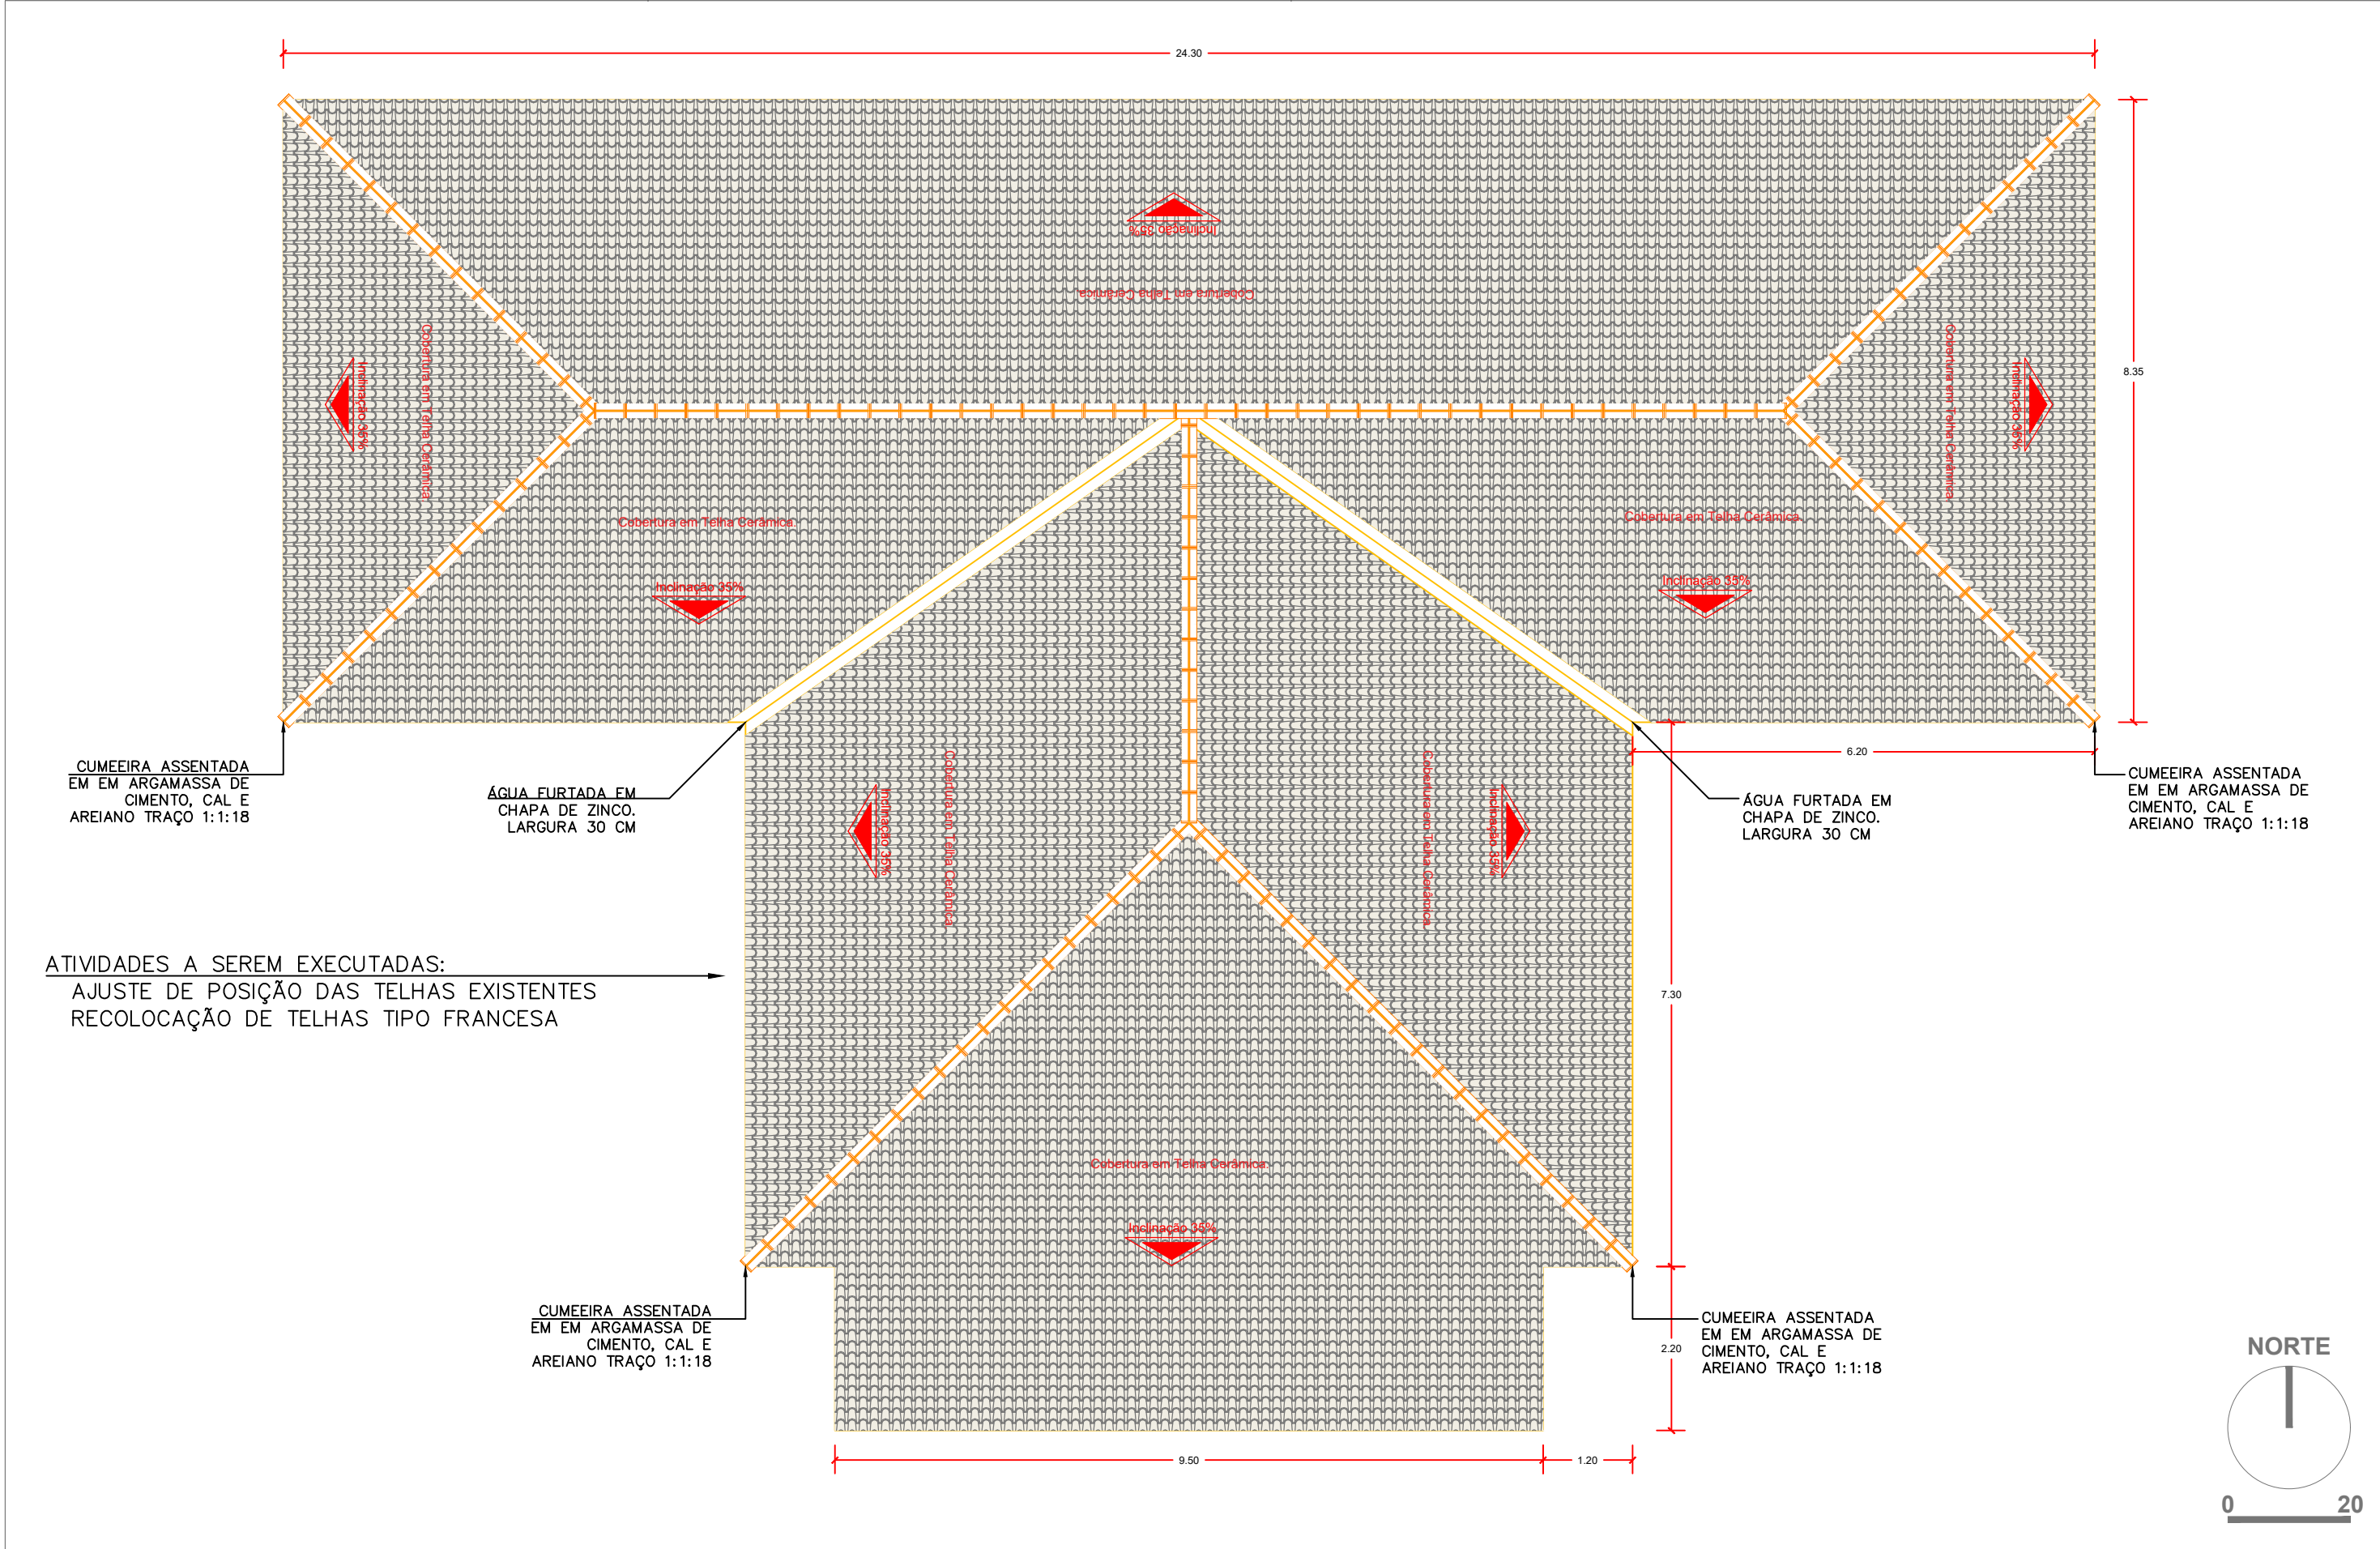 24.30
Inclinação 35%
Cobertura em Telha Cerâmica
Cobertura em Telha Cerâmica
Inclinação 35%
Cobertura em Telha Cerâmica
Inclinação 35%
8.35
Cobertura em Telha Cerâmica.
Inclinação 35%
Cobertura em Telha Cerâmica.
Inclinação 35%
6.20
CUMEEIRA ASSENTADA
EM EM ARGAMASSA DE
CIMENTO, CAL E
AREIANO TRAÇO 1:1:18
ÁGUA FURTADA EM
CHAPA DE ZINCO.
LARGURA 30 CM
Inclinação 35%
Cobertura em Telha Cerâmica
Cobertura em Telha Cerâmica
Inclinação 35%
ÁGUA FURTADA EM
CHAPA DE ZINCO.
LARGURA 30 CM
CUMEEIRA ASSENTADA
EM EM ARGAMASSA DE
CIMENTO, CAL E
AREIANO TRAÇO 1:1:18
ATIVIDADES A SEREM EXECUTADAS:
AJUSTE DE POSIÇÃO DAS TELHAS EXISTENTES
RECOLOCAÇÃO DE TELHAS TIPO FRANCESA
7.30
Cobertura em Telha Cerâmica.
Inclinação 35%
CUMEEIRA ASSENTADA
EM EM ARGAMASSA DE
CIMENTO, CAL E
AREIANO TRAÇO 1:1:18
2.20
CUMEEIRA ASSENTADA
EM EM ARGAMASSA DE
CIMENTO, CAL E
AREIANO TRAÇO 1:1:18
9.50
1.20
NORTE
0 20